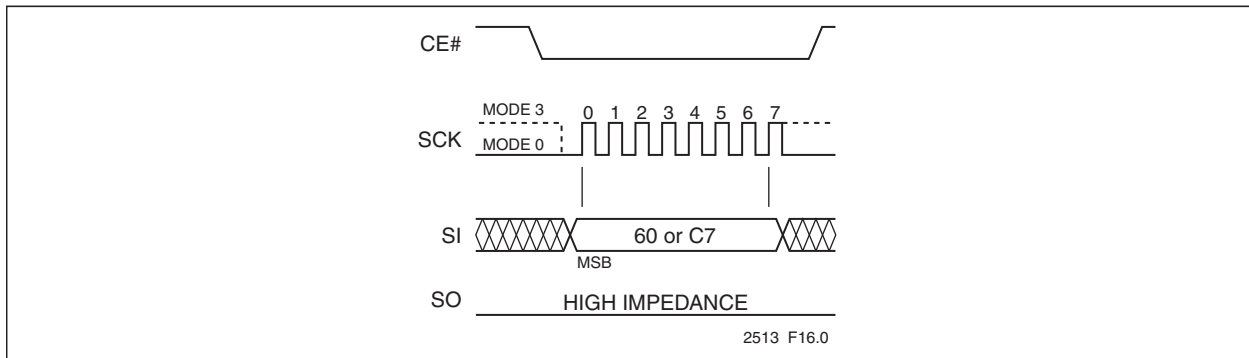 CE#
MODE 3
0 1 2 3 4 5 6 7
SCK
MODE 0
SI
60 or C7
MSB
SO
HIGH IMPEDANCE
2513 F16.0